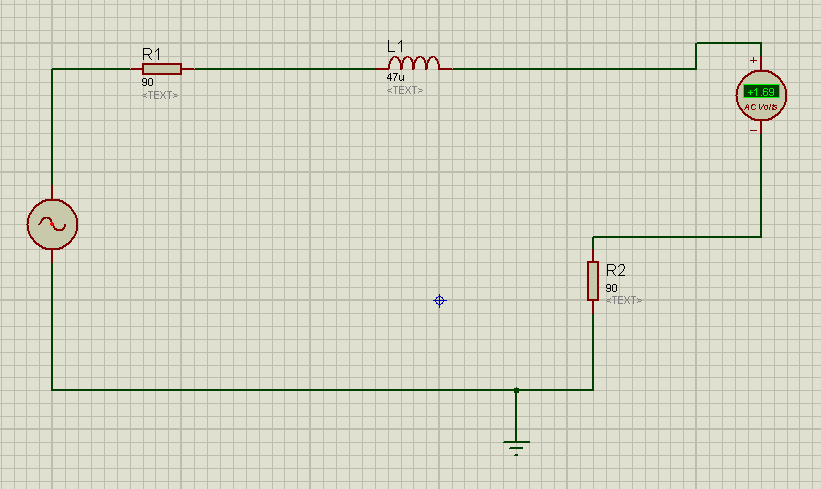 R1
90
<TEXT>
L1
47u
<TEXT>
+
+1.69
AC Volts
−
R2
90
<TEXT>